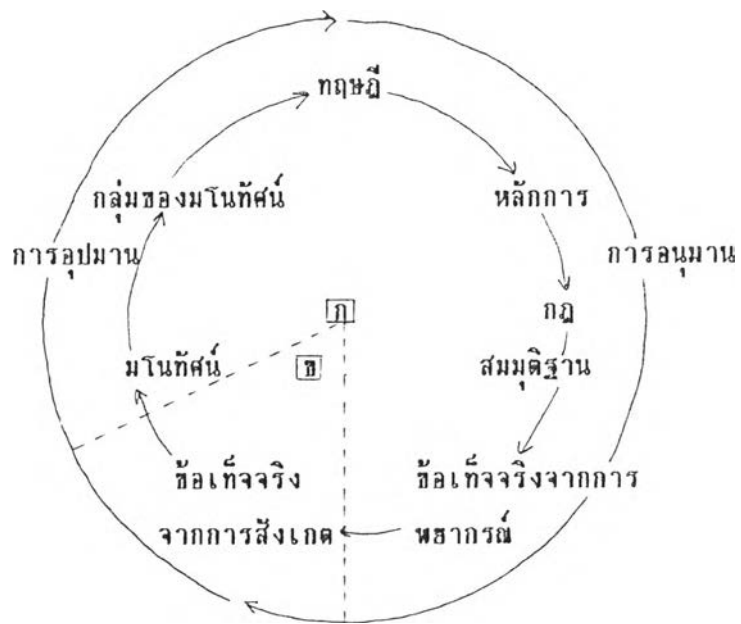 ทฤษฎี
กลุ่มของมโนทัศน์
หลักการ
การอุปมาน
การอนุมาน
ก
กฎ
มโนทัศน์
ข
สมมุติฐาน
ข้อเท็จจริง
ข้อเท็จจริงจากการ
จากการสังเกต
พยากรณ์